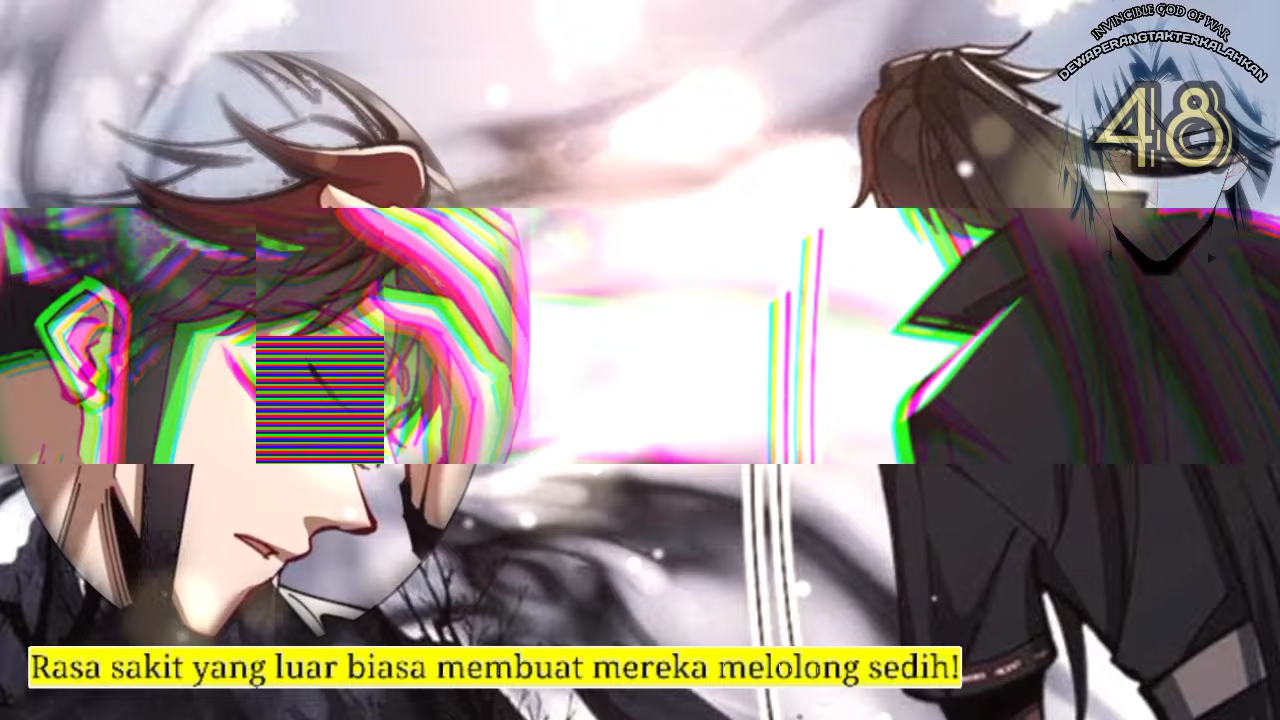 INVINCIBLE GOD OF WAR
DEWAPERANGTAKTERKALAHKAN
48
Rasa sakit yang luar biasa membuat mereka melolong sedih!